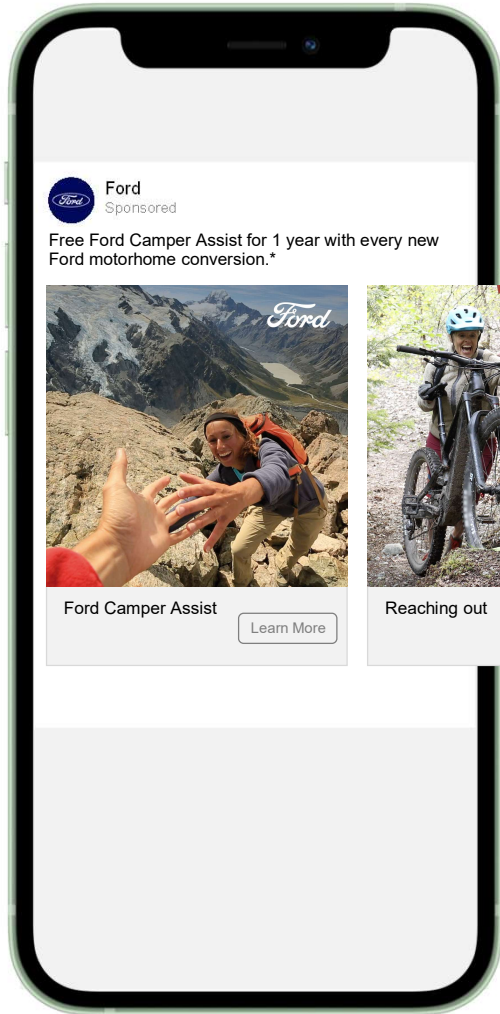 Ford
Ford
Sponsored
Free Ford Camper Assist for 1 year with every new
Ford motorhome conversion.*
Ford
Ford Camper Assist
Learn More
Reaching out